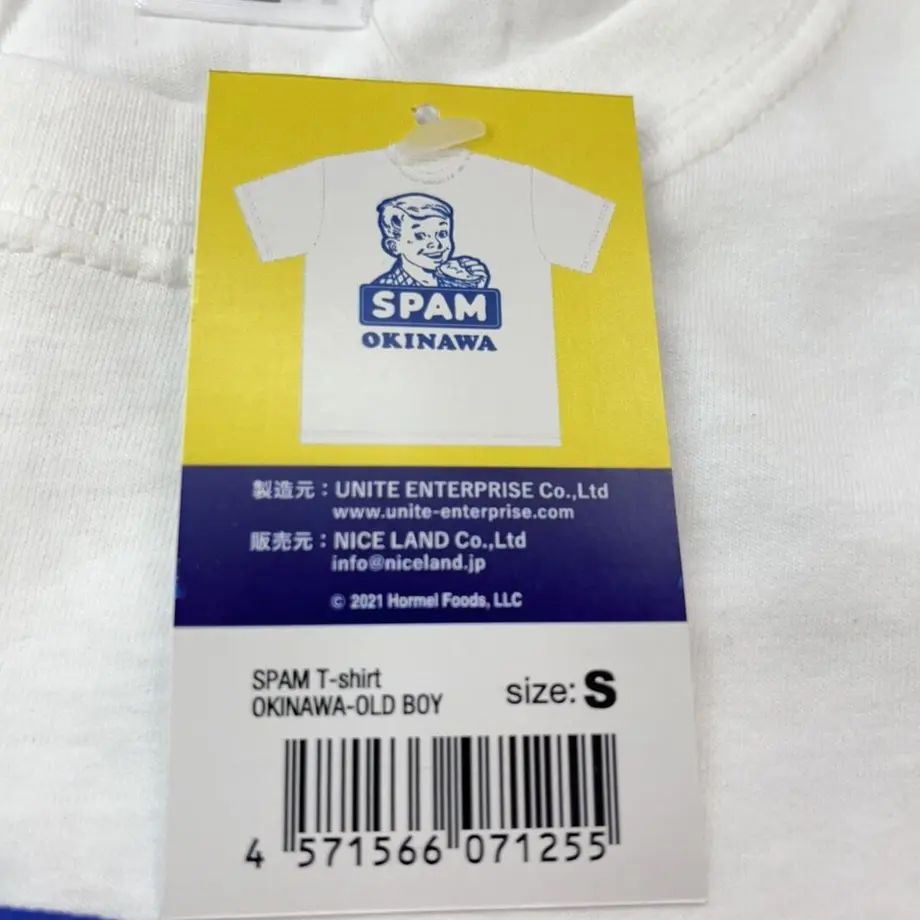 SPAM
OKINAWA
製造元：UNITE ENTERPRISE Co.,Ltd
www.unite-enterprise.com
販売元：NICE LAND Co.,Ltd
info@niceland.jp
© 2021 Hormel Foods, LLC
SPAM T-shirt
OKINAWA-OLD BOY
size: S
4 571566 071255